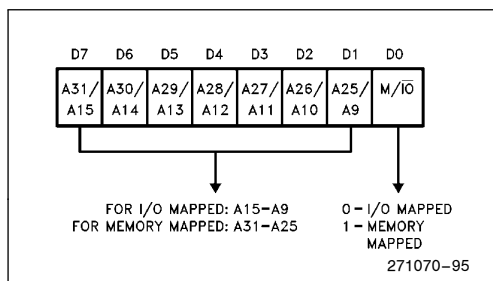 D7 D6 D5 D4 D3 D2 D1 D0
A31/ A30/ A29/ A28/ A27/ A26/ A25/ M/I̅O̅
A15 A14 A13 A12 A11 A10 A9
FOR I/O MAPPED: A15-A9 0-I/O MAPPED
FOR MEMORY MAPPED: A31-A25 1-MEMORY
MAPPED
271070-95